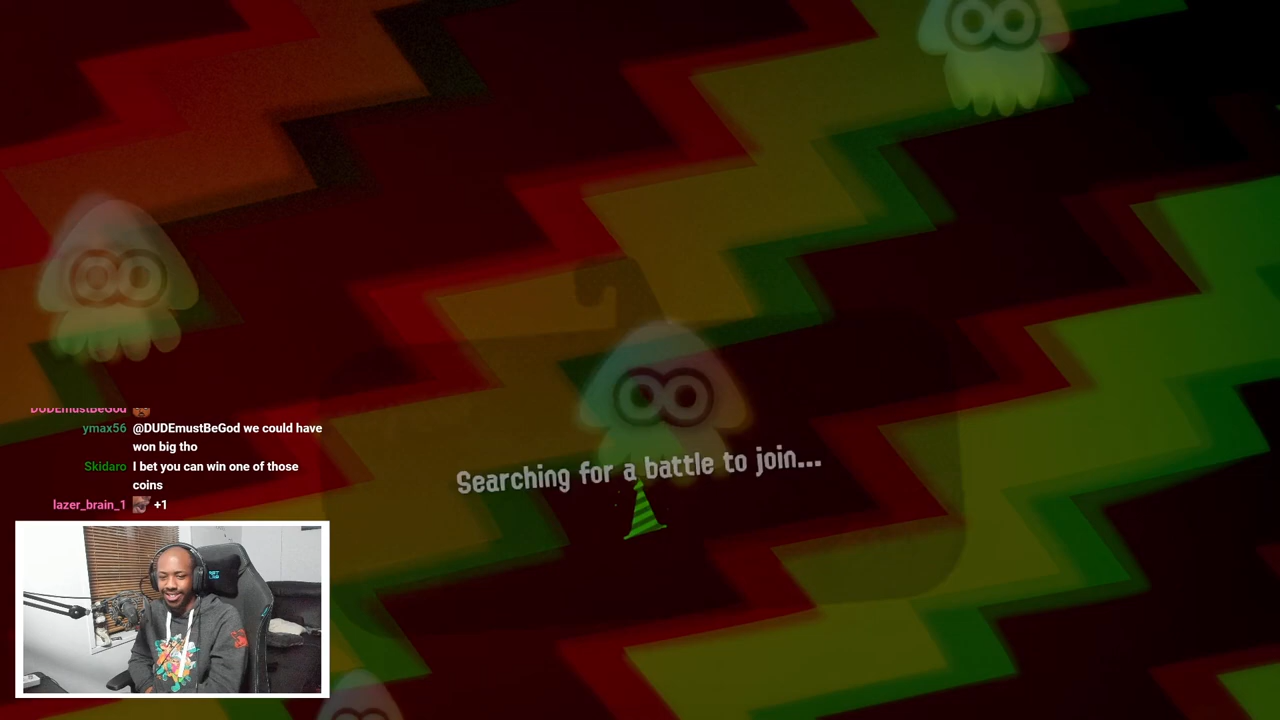 DUDEmustBeGod
ymax56 @DUDEmustBeGod we could have
won big tho
Skidaro I bet you can win one of those
coins
lazer_brain_1 +1
Searching for a battle to join...